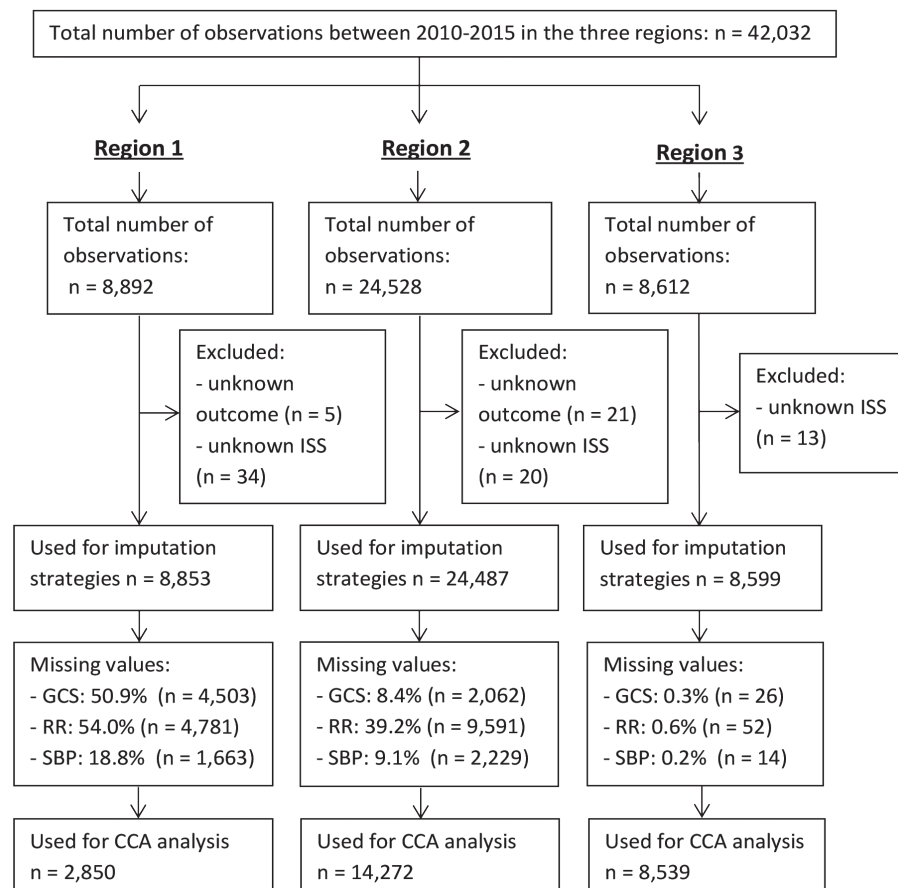 Total number of observations between 2010-2015 in the three regions: n = 42,032
Region 1
Total number of
observations:
n = 8,892
Excluded:
- unknown
outcome (n = 5)
- unknown ISS
(n = 34)
Used for imputation
strategies n = 8,853
Missing values:
- GCS: 50.9% (n = 4,503)
- RR: 54.0% (n = 4,781)
- SBP: 18.8% (n = 1,663)
Used for CCA analysis
n = 2,850
Region 2
Total number of
observations:
n = 24,528
Excluded:
- unknown
outcome (n = 21)
- unknown ISS
(n = 20)
Used for imputation
strategies n = 24,487
Missing values:
- GCS: 8.4% (n = 2,062)
- RR: 39.2% (n = 9,591)
- SBP: 9.1% (n = 2,229)
Used for CCA analysis
n = 14,272
Region 3
Total number of
observations:
n = 8,612
Excluded:
- unknown ISS
(n = 13)
Used for imputation
strategies n = 8,599
Missing values:
- GCS: 0.3% (n = 26)
- RR: 0.6% (n = 52)
- SBP: 0.2% (n = 14)
Used for CCA analysis
n = 8,539